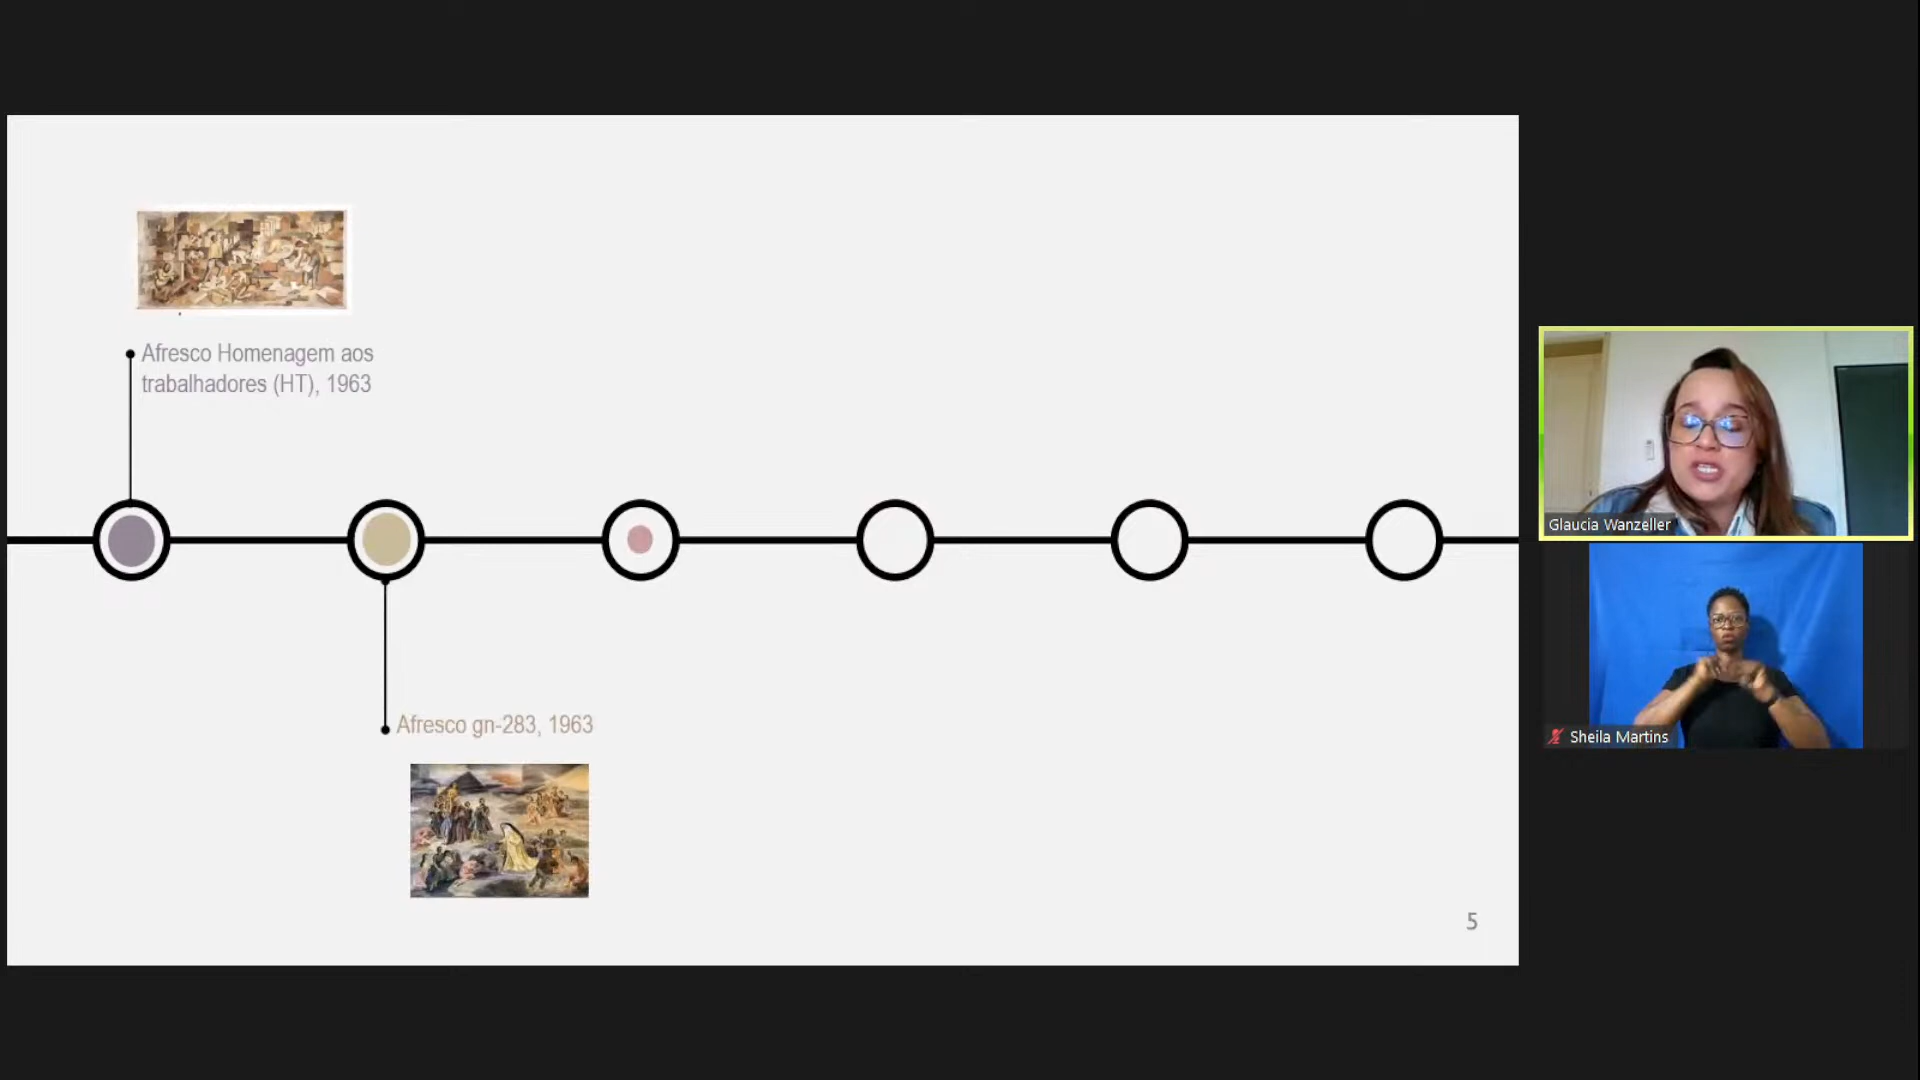 Afresco Homenagem aos
trabalhadores (HT), 1963
Afresco gn-283, 1963
5
Glaucia Wanzeller
Sheila Martins